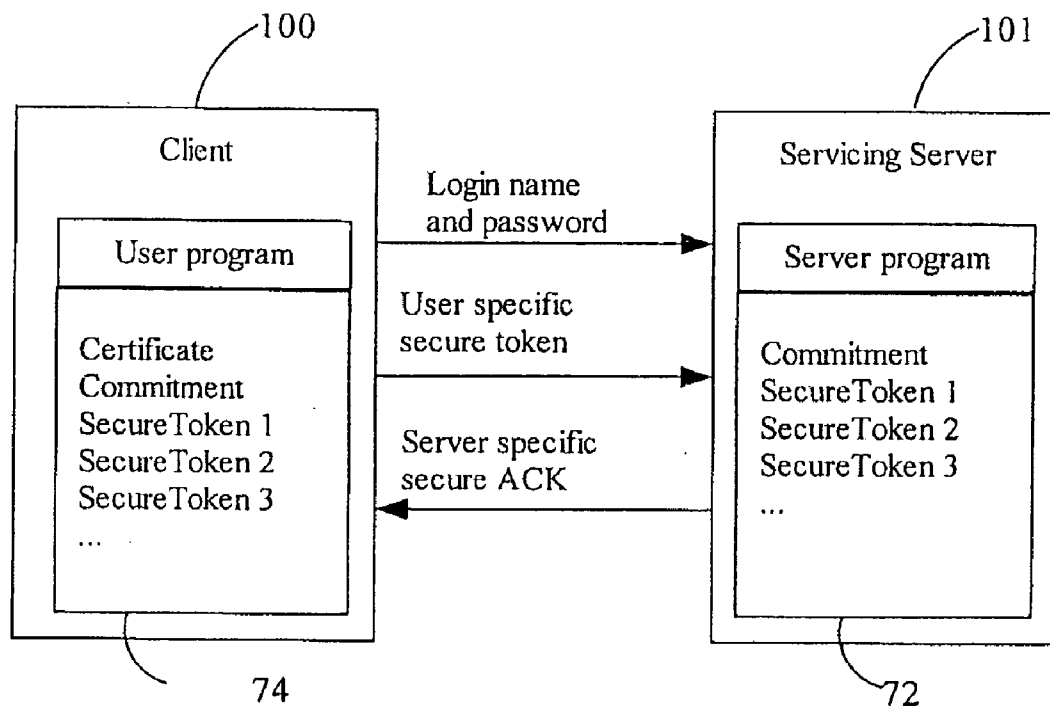 100
101
Client
Servicing Server
Login name
and password
User program
Server program
User specific
secure token
Certificate
Commitment
SecureToken 1
SecureToken 2
SecureToken 3
...
Commitment
SecureToken 1
SecureToken 2
SecureToken 3
...
Server specific
secure ACK
74
72